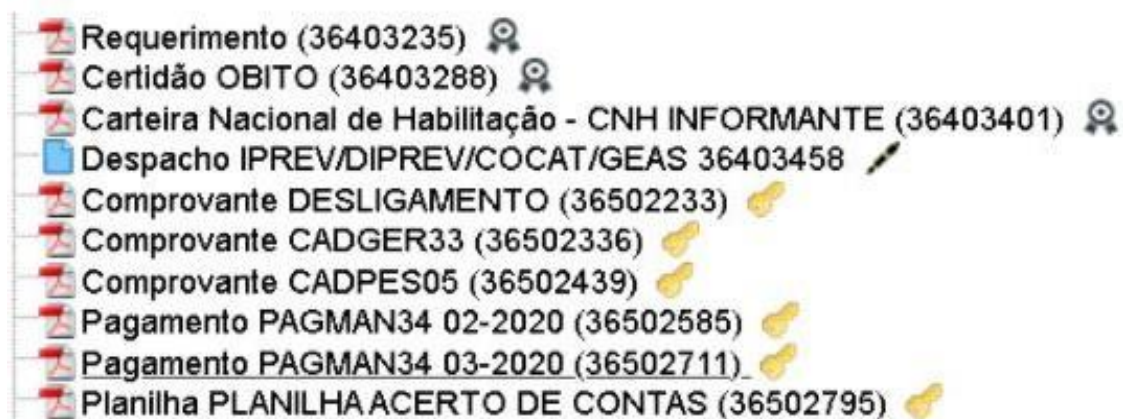 Requerimento (36403235)
Certidão OBITO (36403288)
Carteira Nacional de Habilitação - CNH INFORMANTE (36403401)
Despacho IPREV/DIPREV/COCAT/GEAS 36403458
Comprovante DESLIGAMENTO (36502233)
Comprovante CADGER33 (36502336)
Comprovante CADPES05 (36502439)
Pagamento PAGMAN34 02-2020 (36502585)
Pagamento PAGMAN34 03-2020 (36502711)
Planilha PLANILHA ACERTO DE CONTAS (36502795)